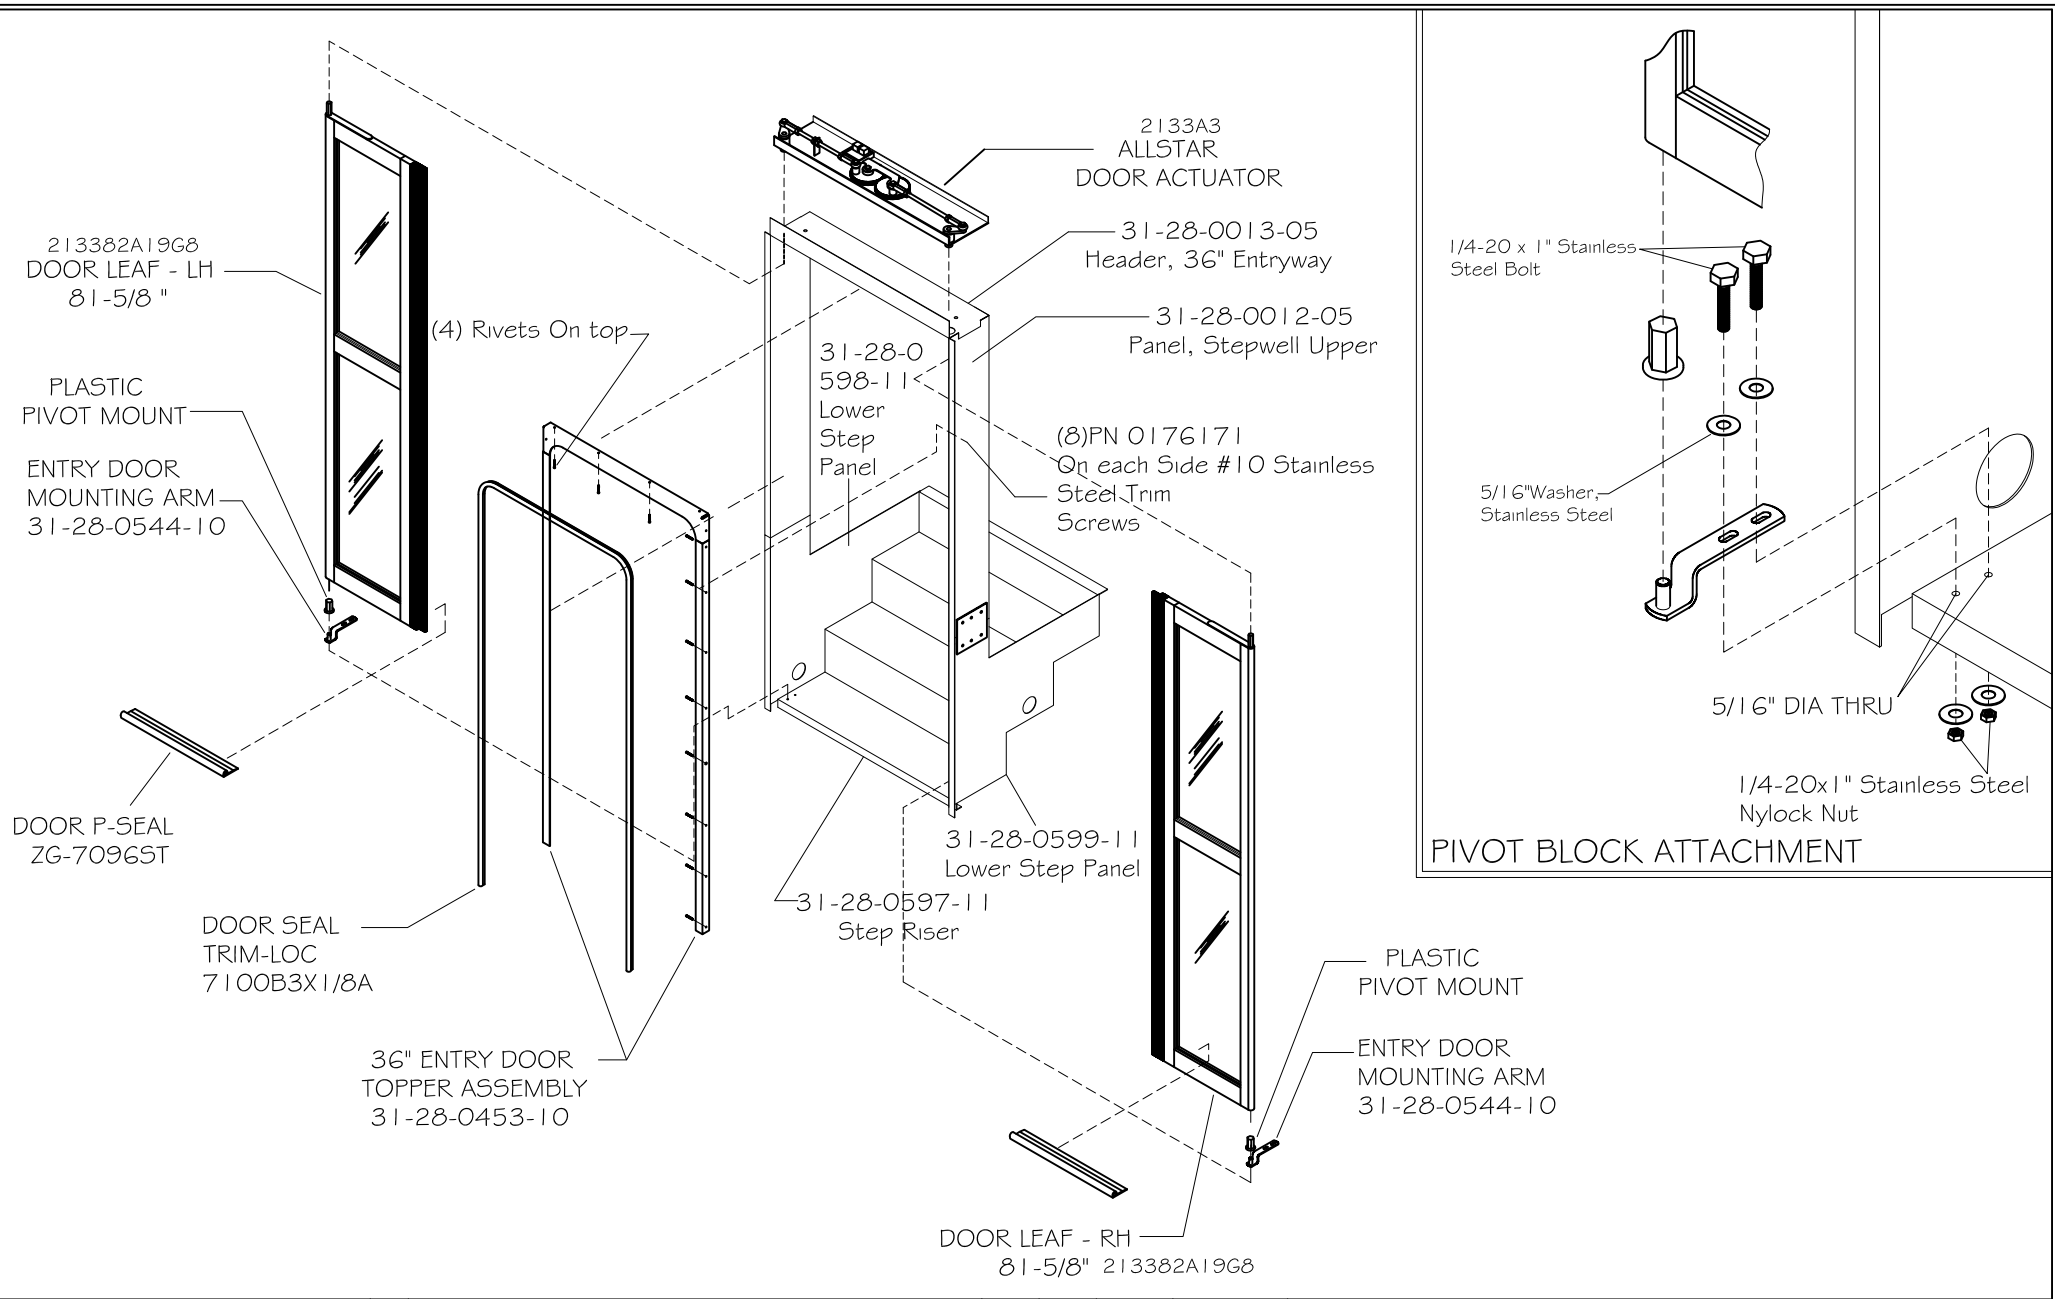 2133A3
ALLSTAR
DOOR ACTUATOR
213382A19G8
DOOR LEAF - LH
81-5/8 "
31-28-0013-05
Header, 36" Entryway
31-28-0012-05
Panel, Stepwell Upper
(4) Rivets On top
31-28-0
598-11
Lower
Step
Panel
PLASTIC
PIVOT MOUNT
ENTRY DOOR
MOUNTING ARM
31-28-0544-10
(8)PN 0176171
On each Side #10 Stainless
Steel Trim
Screws
DOOR P-SEAL
ZG-7096ST
31-28-0599-11
Lower Step Panel
31-28-0597-11
Step Riser
DOOR SEAL
TRIM-LOC
7100B3X1/8A
36" ENTRY DOOR
TOPPER ASSEMBLY
31-28-0453-10
PLASTIC
PIVOT MOUNT
ENTRY DOOR
MOUNTING ARM
31-28-0544-10
DOOR LEAF - RH
81-5/8" 213382A19G8
1/4-20 x 1" Stainless
Steel Bolt
5/16"Washer,
Stainless Steel
5/16" DIA THRU
1/4-20x1" Stainless Steel
Nylock Nut
PIVOT BLOCK ATTACHMENT